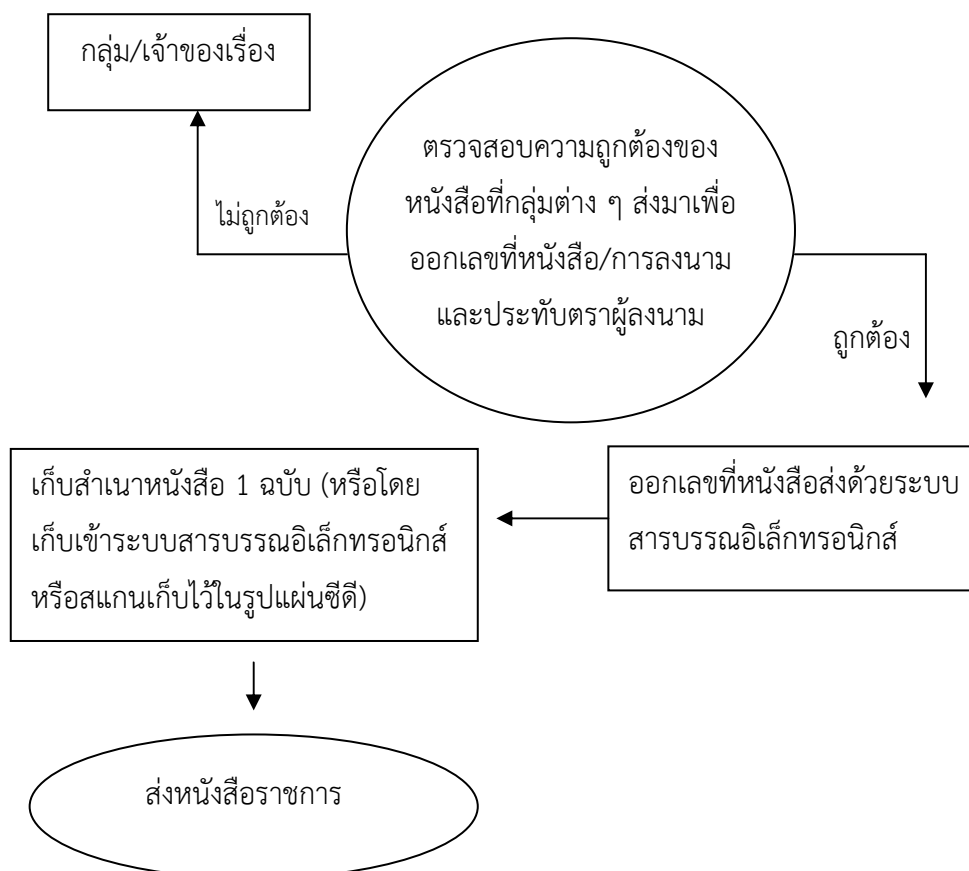 กลุ่ม/เจ้าของเรื่อง
ตรวจสอบความถูกต้องของ
หนังสือที่กลุ่มต่าง ๆ ส่งมาเพื่อ
ออกเลขที่หนังสือ/การลงนาม
และประทับตราผู้ลงนาม
ไม่ถูกต้อง
ถูกต้อง
ออกเลขที่หนังสือส่งด้วยระบบ
สารบรรณอิเล็กทรอนิกส์
เก็บสำเนาหนังสือ 1 ฉบับ (หรือโดย
เก็บเข้าระบบสารบรรณอิเล็กทรอนิกส์
หรือสแกนเก็บไว้ในรูปแผ่นซีดี)
ส่งหนังสือราชการ